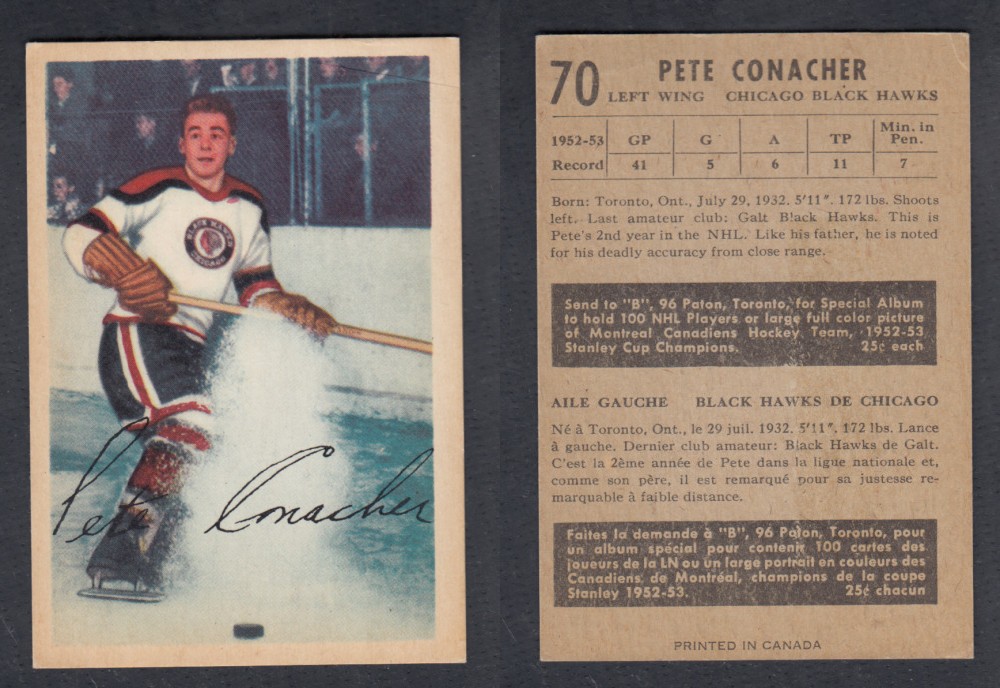 BLACK HAWKS
CHICAGO
Pete Conacher
70 PETE CONACHER
LEFT WING CHICAGO BLACK HAWKS
1952-53 Record GP G A TP Min. in Pen.
41 5 6 11 7
Born: Toronto, Ont., July 29, 1932. 5'11". 172 lbs. Shoots
left. Last amateur club: Galt Black Hawks. This is
Pete's 2nd year in the NHL. Like his father, he is noted
for his deadly accuracy from close range.
Send to "B", 96 Paton, Toronto, for Special Album
to hold 100 NHL Players or large full color picture
of Montreal Canadiens Hockey Team, 1952-53
Stanley Cup Champions. 25¢ each
AILE GAUCHE BLACK HAWKS DE CHICAGO
Né à Toronto, Ont., le 29 juil. 1932. 5'11". 172 lbs. Lance
à gauche. Dernier club amateur: Black Hawks de Galt.
C'est la 2ème année de Pete dans la ligue nationale et,
comme son père, il est remarqué pour sa justesse re-
marquable à faible distance.
Faites la demande à "B", 96 Paton, Toronto, pour
un album spécial pour contenir 100 cartes des
joueurs de la LN ou un large portrait en couleurs des
Canadiens de Montréal, champions de la coupe
Stanley 1952-53. 25¢ chacun
PRINTED IN CANADA